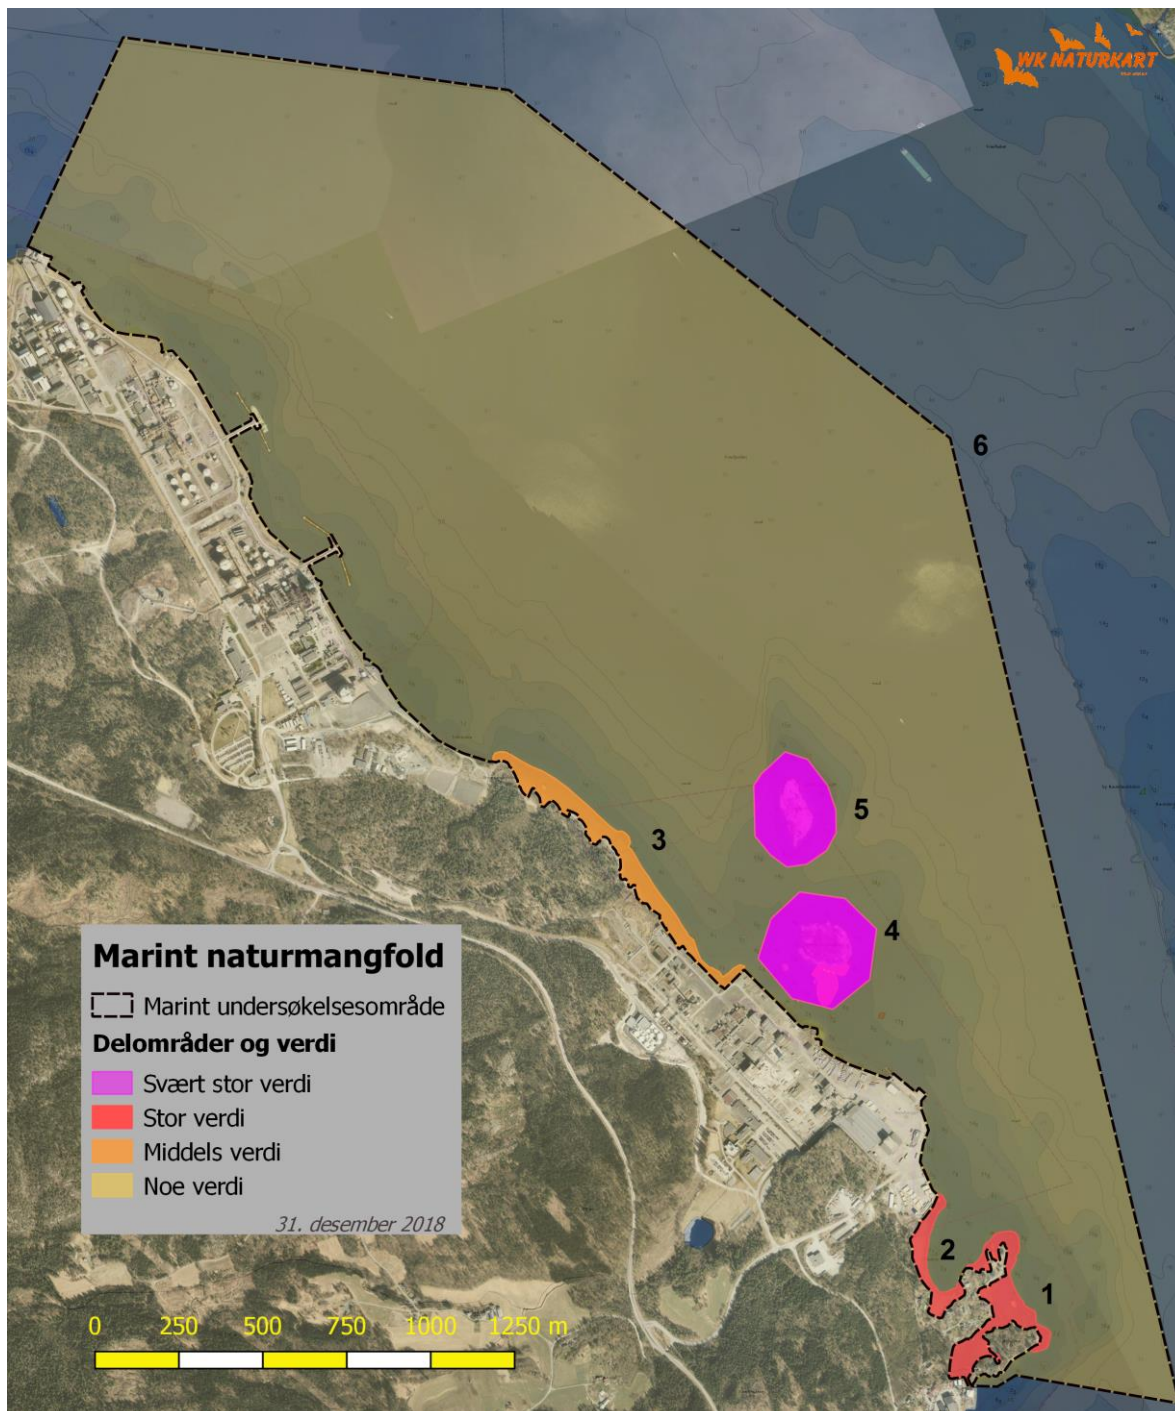 WK NATURKART
6
5
3
4
Marint naturmangfold
Marint undersøkelsesområde
Delområder og verdi
Svært stor verdi
Stor verdi
Middels verdi
Noe verdi
31. desember 2018
2
1
0 250 500 750 1000 1250 m